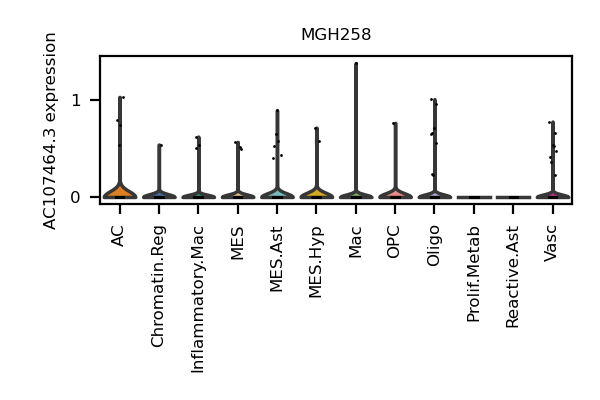 MGH258
AC107464.3 expression
1
0
AC
Chromatin.Reg
Inflammatory.Mac
MES
MES.Ast
MES.Hyp
Mac
OPC
Oligo
Prolif.Metab
Reactive.Ast
Vasc